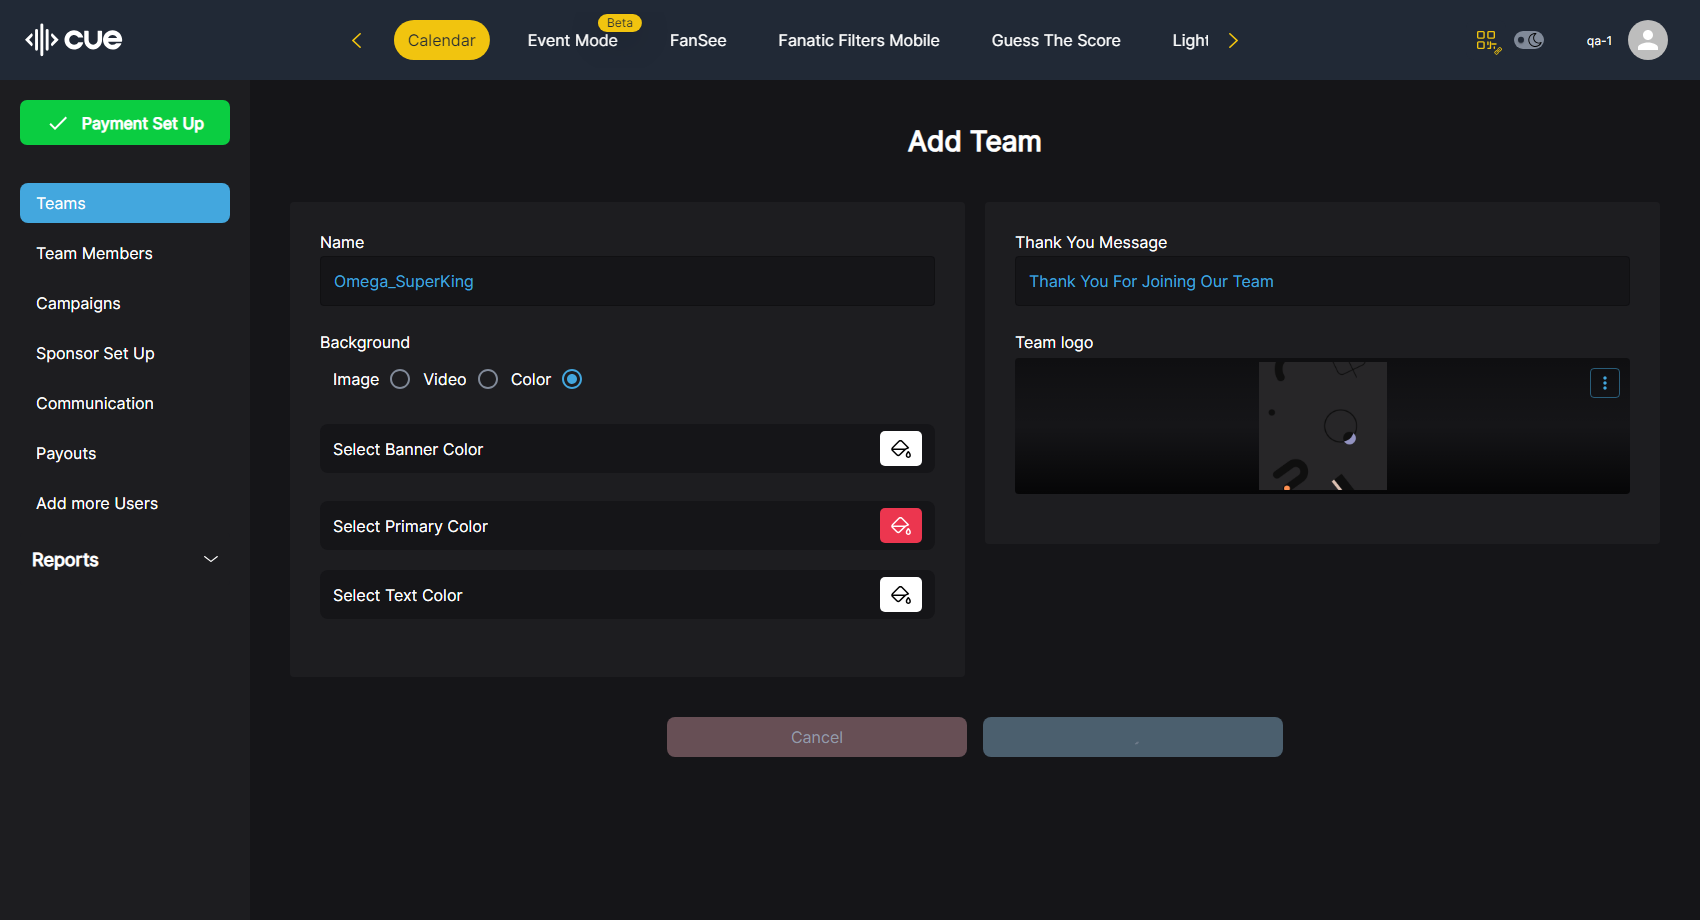 cue
Calendar
Event Mode
Beta
FanSee
Fanatic Filters Mobile
Guess The Score
Light
qa-1
Payment Set Up
Teams
Team Members
Campaigns
Sponsor Set Up
Communication
Payouts
Add more Users
Reports
Add Team
Name
Omega_SuperKing
Background
Image
Video
Color
Select Banner Color
Select Primary Color
Select Text Color
Thank You Message
Thank You For Joining Our Team
Team logo
Cancel